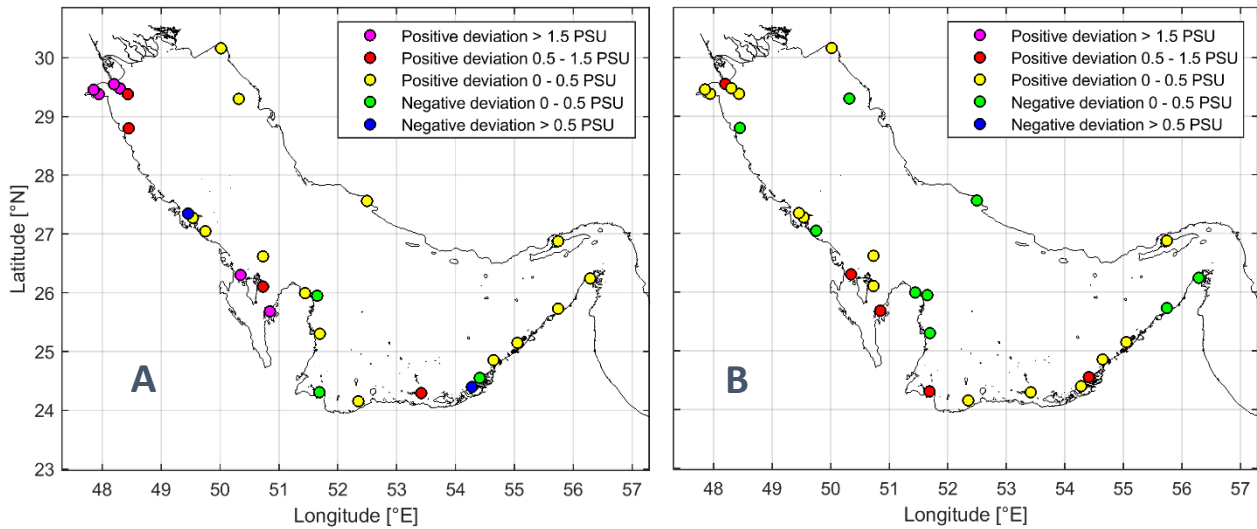 Positive deviation > 1.5 PSU
Positive deviation 0.5 - 1.5 PSU
Positive deviation 0 - 0.5 PSU
Negative deviation 0 - 0.5 PSU
Negative deviation > 0.5 PSU
30
29
28
27
26
25
24
23
Latitude [°N]
A
48 49 50 51 52 53 54 55 56 57
Longitude [°E]
Positive deviation > 1.5 PSU
Positive deviation 0.5 - 1.5 PSU
Positive deviation 0 - 0.5 PSU
Negative deviation 0 - 0.5 PSU
Negative deviation > 0.5 PSU
B
48 49 50 51 52 53 54 55 56 57
Longitude [°E]